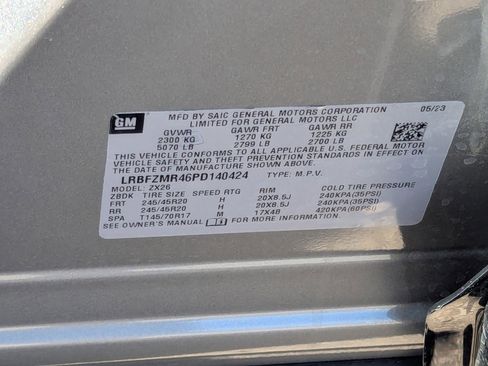 GM
MFD BY SAIC GENERAL MOTORS CORPORATION
LIMITED FOR GENERAL MOTORS LLC
05/23
GVWR GAWR FRT GAWR RR
2300 KG 1270 KG 1225 KG
5070 LB 2799 LB 2700 LB
THIS VEHICLE CONFORMS TO ALL APPLICABLE U.S. FEDERAL MOTOR
VEHICLE SAFETY, BUMPER, AND THEFT PREVENTION STANDARDS IN
EFFECT ON THE DATE OF MANUFACTURE SHOWN ABOVE.
LRBFZMR46PD140424 TYPE: M.P.V.
MODEL: ZX26
ZBDK TIRE SIZE SPEED RTG RIM COLD TIRE PRESSURE
FRT 245/45R20 H 20X8.5J 240KPA(35PSI)
RR 245/45R20 H 20X8.5J 240KPA(35PSI)
SPA T145/70R17 M 17X4B 420KPA(60PSI)
SEE OWNER'S MANUAL